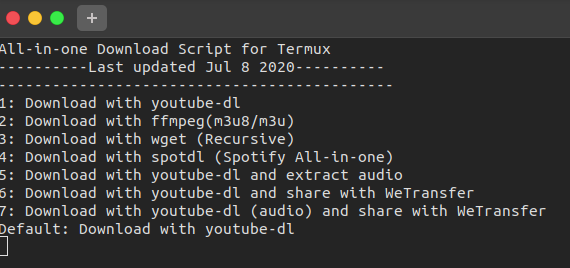 All-in-one Download Script for Termux
----------Last updated Jul 8 2020----------
--------------------------------------------
1: Download with youtube-dl
2: Download with ffmpeg(m3u8/m3u)
3: Download with wget (Recursive)
4: Download with spotdl (Spotify All-in-one)
5: Download with youtube-dl and extract audio
6: Download with youtube-dl and share with WeTransfer
7: Download with youtube-dl (audio) and share with WeTransfer
Default: Download with youtube-dl